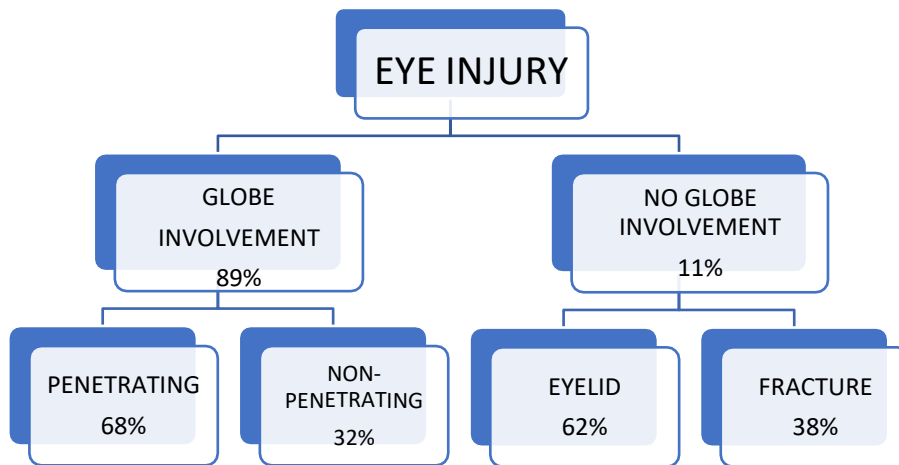 EYE INJURY
GLOBE
INVOLVEMENT
89%
NO GLOBE
INVOLVEMENT
11%
PENETRATING
68%
NON-
PENETRATING
32%
EYELID
62%
FRACTURE
38%